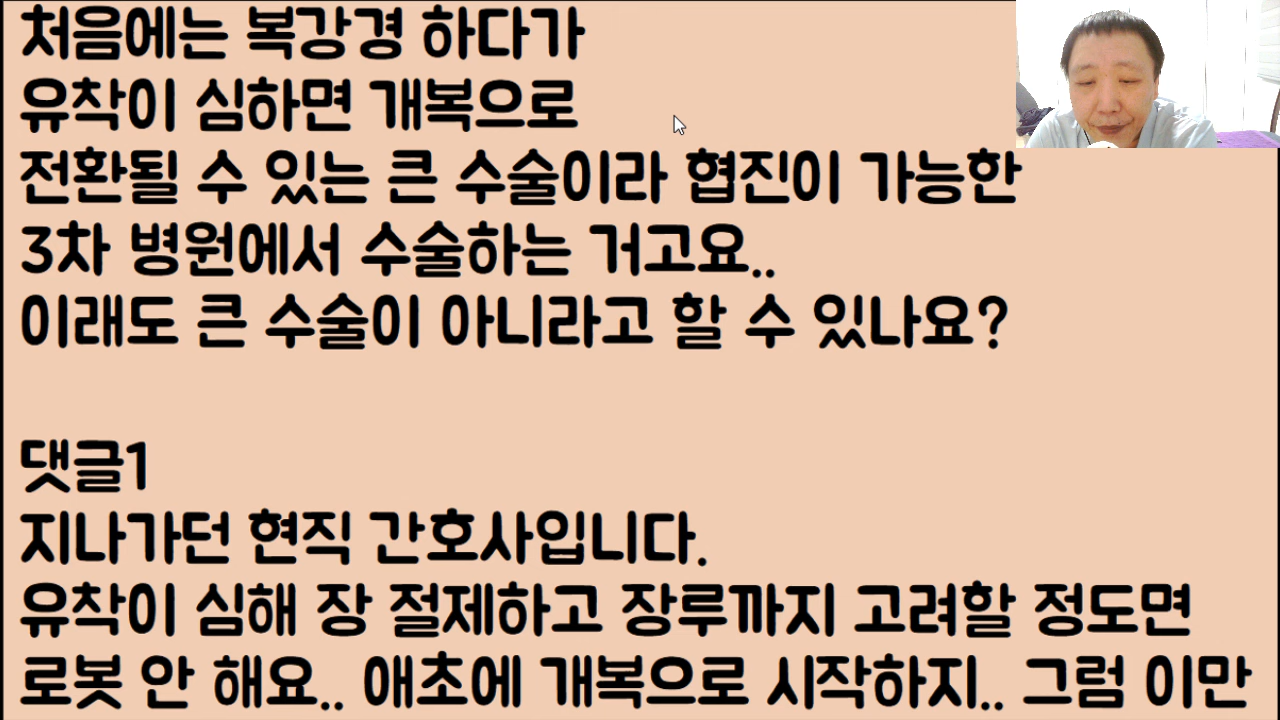 처음에는 복강경 하다가
유착이 심하면 개복으로
전환될 수 있는 큰 수술이라 협진이 가능한
3차 병원에서 수술하는 거고요..
이래도 큰 수술이 아니라고 할 수 있나요?
댓글1
지나가던 현직 간호사입니다.
유착이 심해 장 절제하고 장루까지 고려할 정도면
로봇 안 해요.. 애초에 개복으로 시작하지.. 그럼 이만